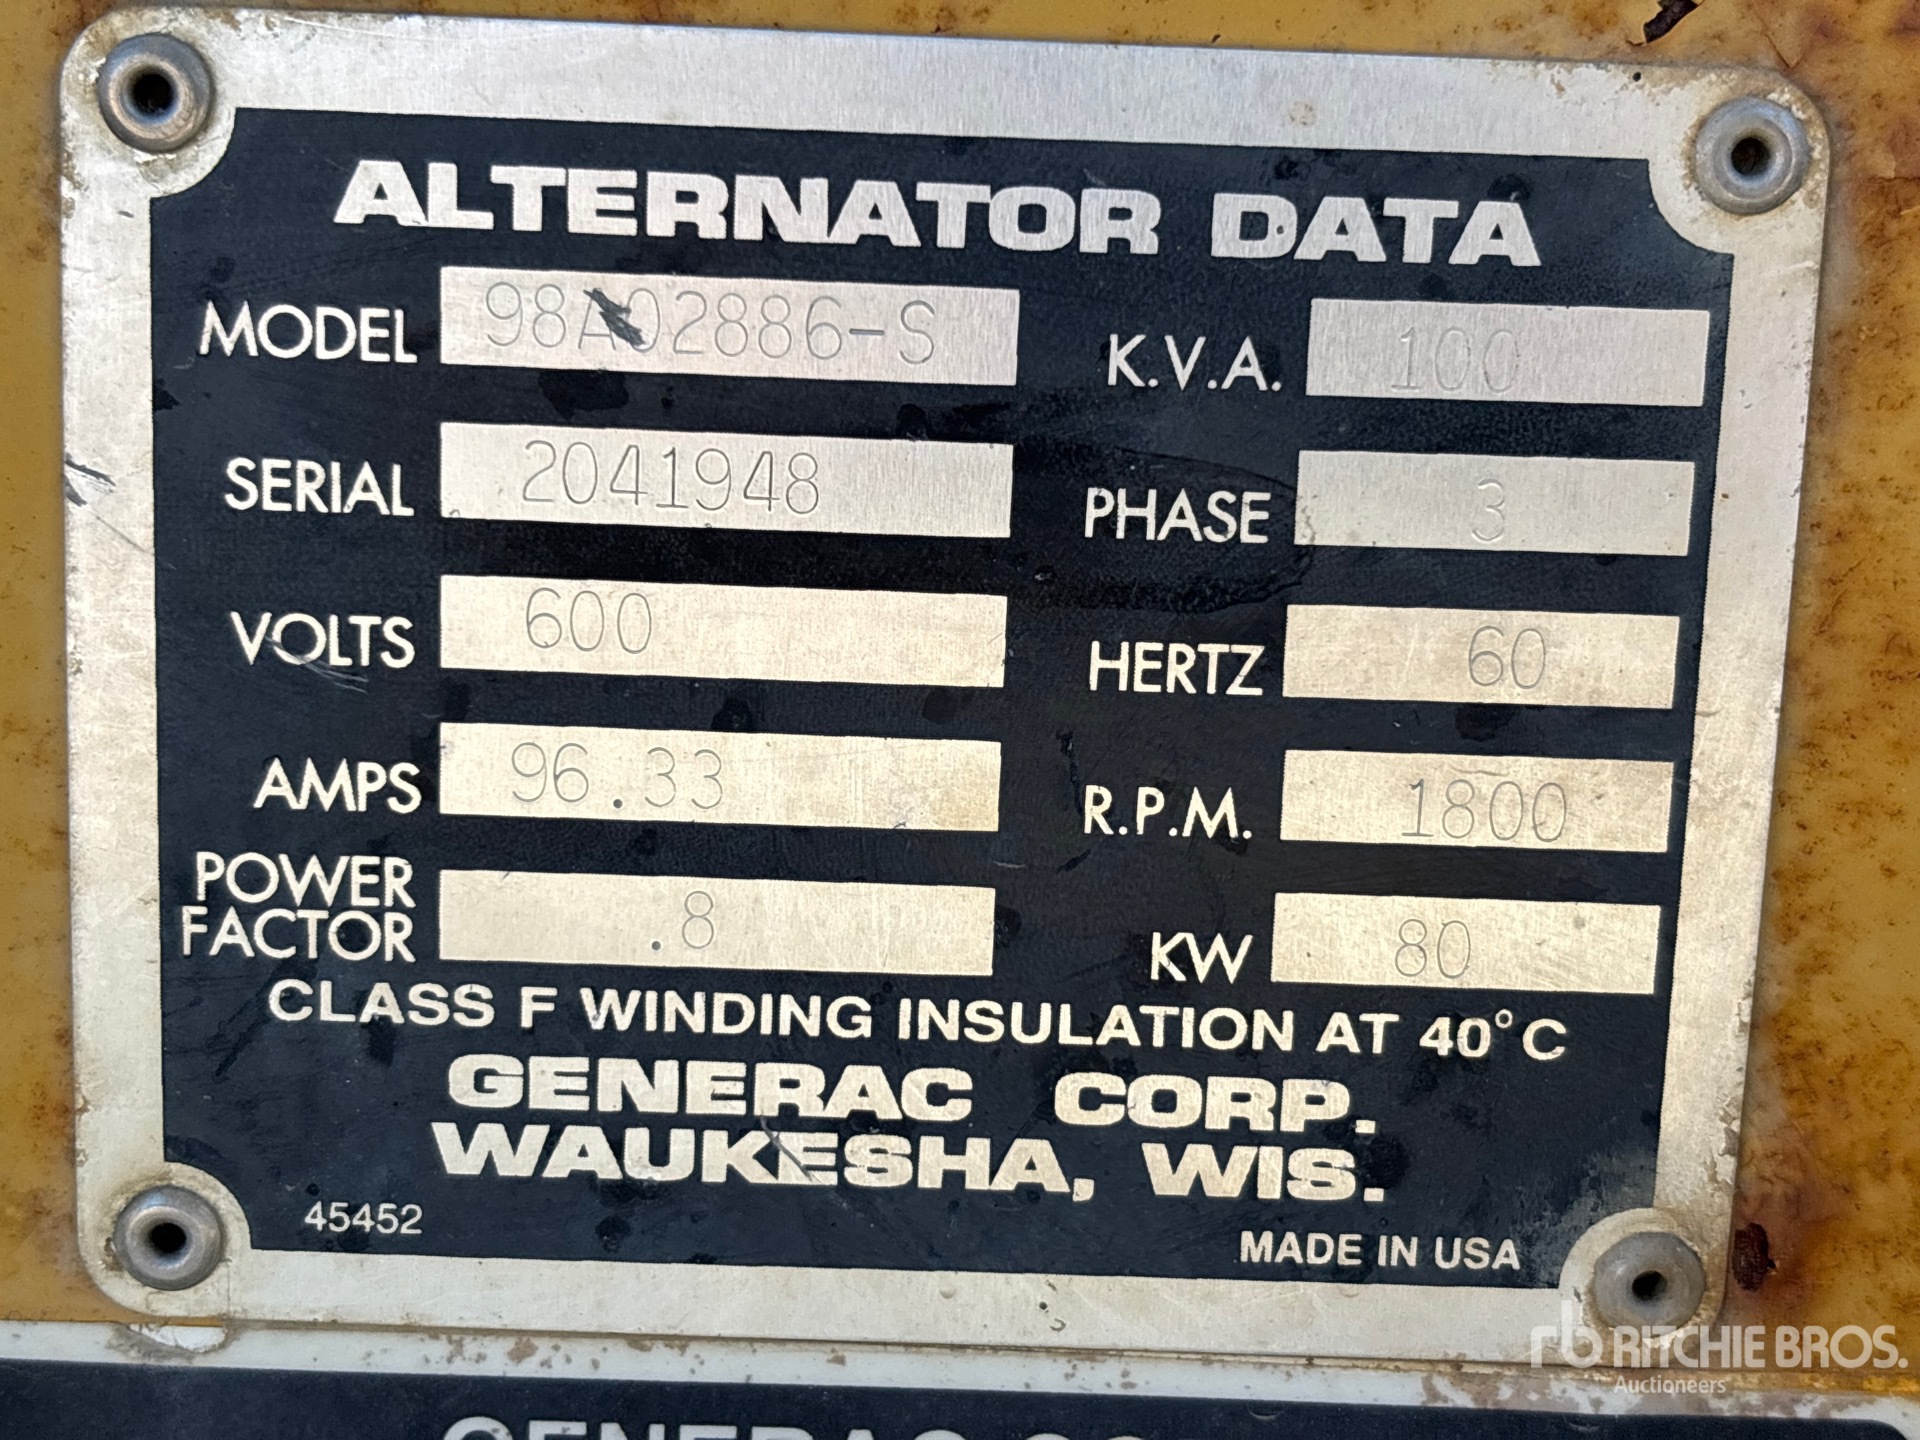 ALTERNATOR DATA
MODEL 98A02886-S K.V.A. 100
SERIAL 2041948 PHASE 3
VOLTS 600 HERTZ 60
AMPS 96.33 R.P.M. 1800
POWER FACTOR .8 KW 80
CLASS F WINDING INSULATION AT 40°C
GENERAC CORP.
WAUKESHA, WIS.
45452 MADE IN USA
RITCHIE BROS.
Auctioneers
GENERAC